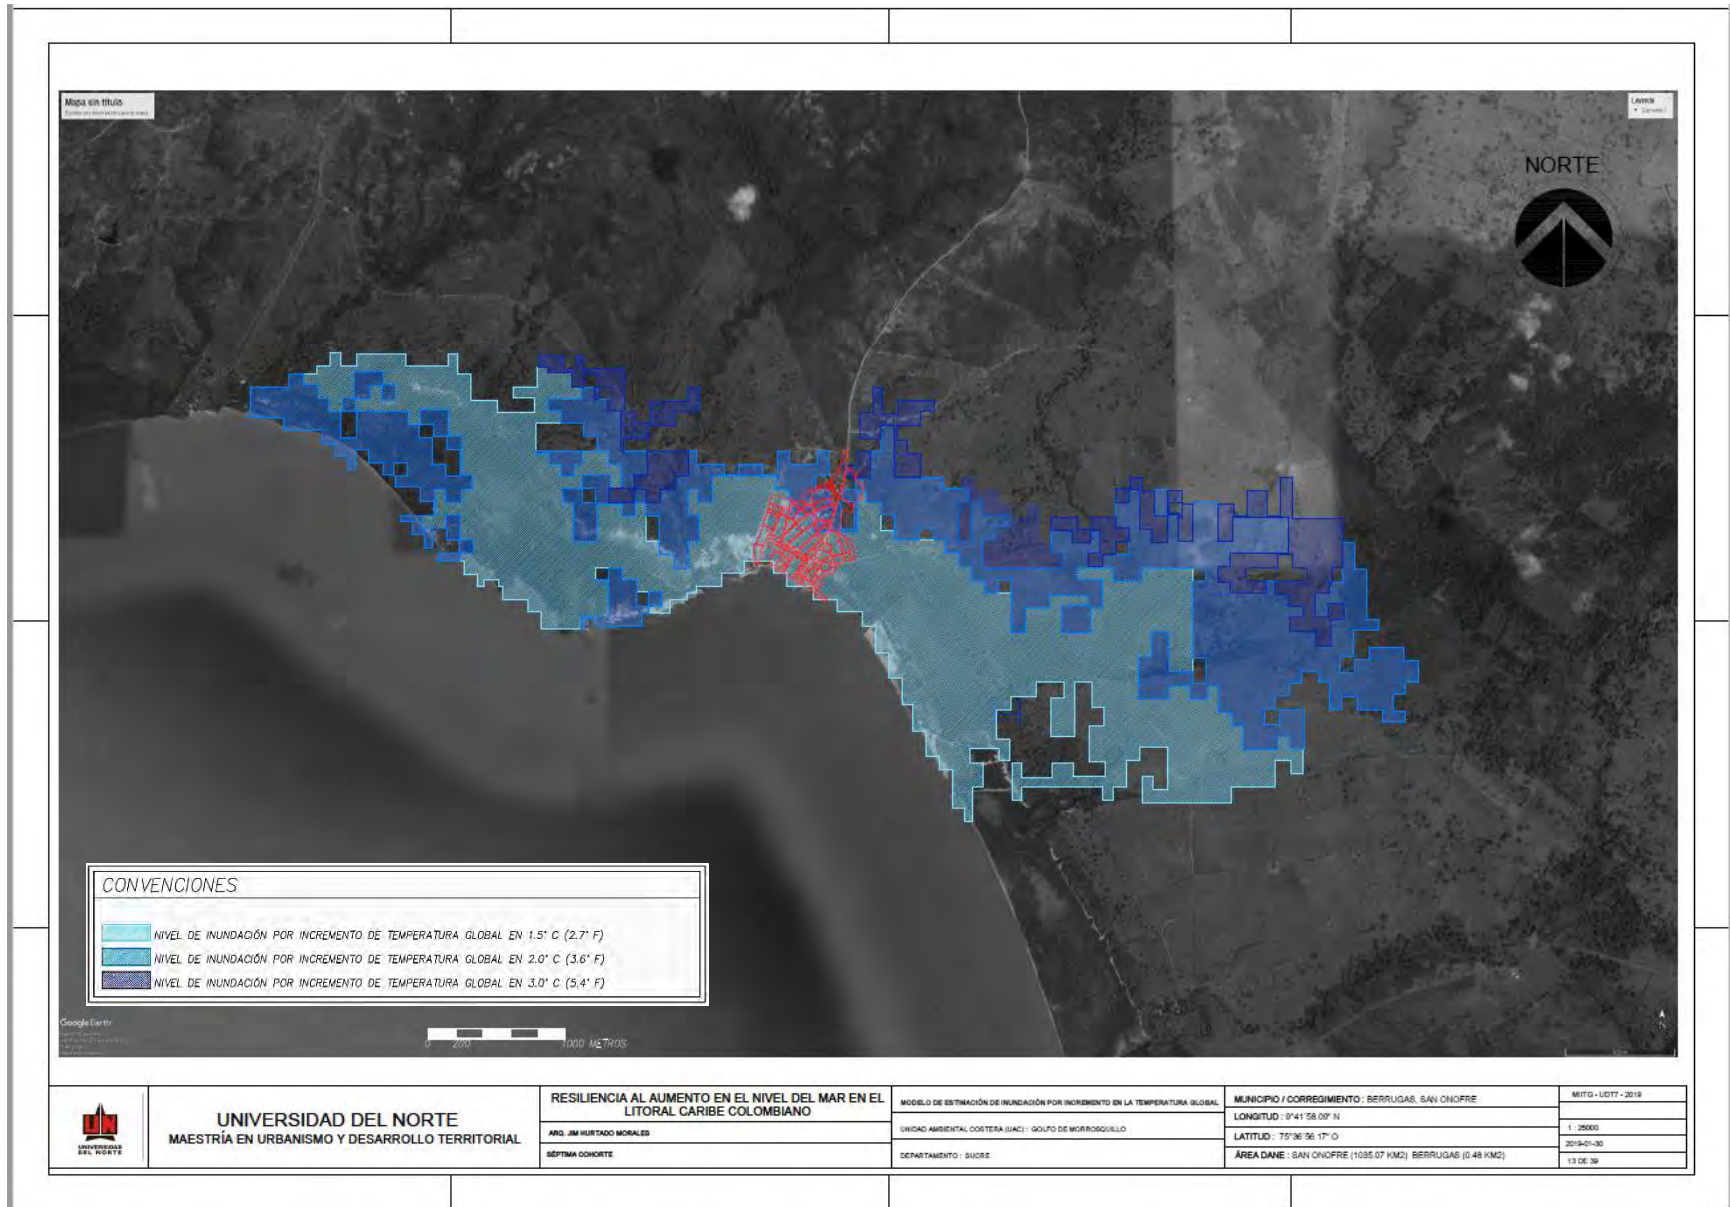 Mapa sin título
Leyenda
NORTE
CONVENCIONES
NIVEL DE INUNDACIÓN POR INCREMENTO DE TEMPERATURA GLOBAL EN 1.5° C (2.7° F)
NIVEL DE INUNDACIÓN POR INCREMENTO DE TEMPERATURA GLOBAL EN 2.0° C (3.6° F)
NIVEL DE INUNDACIÓN POR INCREMENTO DE TEMPERATURA GLOBAL EN 3.0° C (5.4° F)
Google Earth
0 200 1000 METROS
N
UNIVERSIDAD
DEL NORTE
UNIVERSIDAD DEL NORTE
MAESTRÍA EN URBANISMO Y DESARROLLO TERRITORIAL
RESILIENCIA AL AUMENTO EN EL NIVEL DEL MAR EN EL
LITORAL CARIBE COLOMBIANO
ARQ. JIM HURTADO MORALES
SÉPTIMA COHORTE
MODELO DE ESTIMACIÓN DE INUNDACIÓN POR INCREMENTO EN LA TEMPERATURA GLOBAL
UNIDAD AMBIENTAL COSTERA (UAC) : GOLFO DE MORROSQUILLO
DEPARTAMENTO : SUCRE
MUNICIPIO / CORREGIMIENTO : BERRUGAS, SAN ONOFRE
LONGITUD : 9°41'58.09" N
LATITUD : 75°36'56.17" O
ÁREA DANE : SAN ONOFRE (1035.07 KM2) BERRUGAS (0.48 KM2)
MIITG - UDT7 - 2019
1 : 25000
2019-01-30
13 DE 39